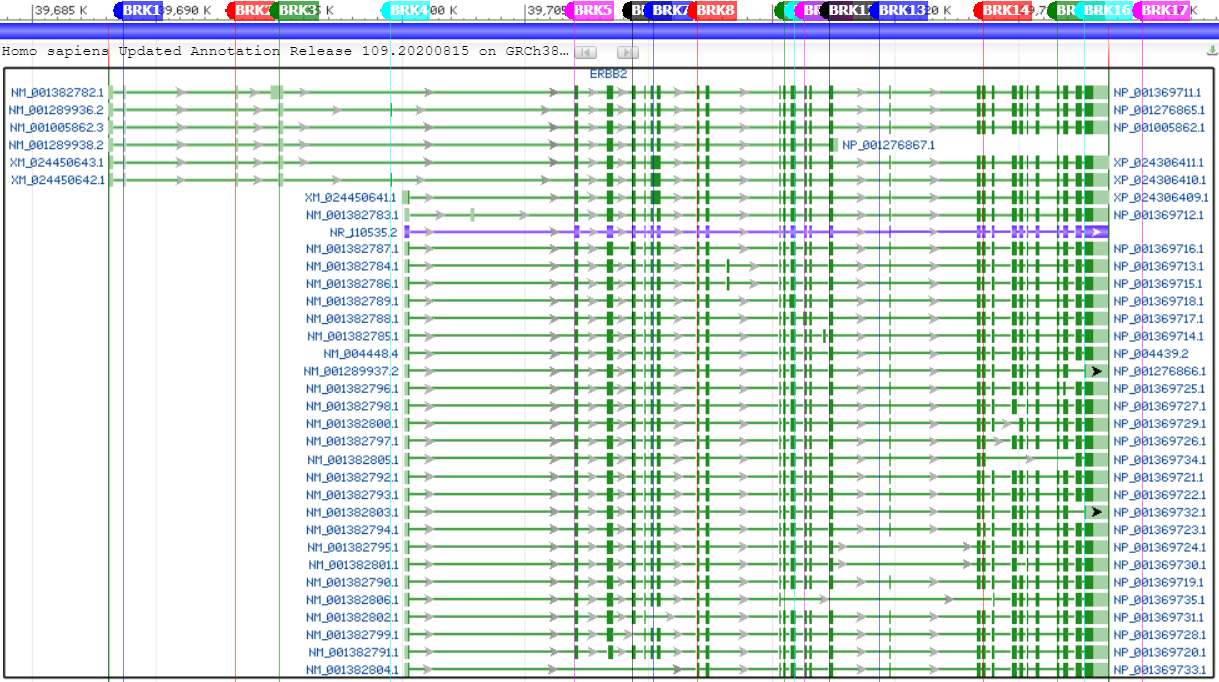 39,685 K BRK1 39,690 K BRK2 BRK3 5 K BRK4 00 K 39,705 BRK5 BRK7 BRK8 BRK13 20 K BRK14 39,7 BRK16 BRK17 K
Homo sapiens Updated Annotation Release 109.20200815 on GRCh38…
ERBB2
NM_001382782.1 NP_001369711.1
NM_001289936.2 NP_001276865.1
NM_001005862.3 NP_001005862.1
NM_001289938.2 NP_001276867.1
XM_024450643.1 XP_024306411.1
XM_024450642.1 XP_024306410.1
XM_024450641.1 XP_024306409.1
NM_001382783.1 NP_001369712.1
NR_110535.2
NM_001382787.1 NP_001369716.1
NM_001382784.1 NP_001369713.1
NM_001382786.1 NP_001369715.1
NM_001382789.1 NP_001369718.1
NM_001382788.1 NP_001369717.1
NM_001382785.1 NP_001369714.1
NM_004448.4 NP_004439.2
NM_001289937.2 NP_001276866.1
NM_001382796.1 NP_001369725.1
NM_001382798.1 NP_001369727.1
NM_001382800.1 NP_001369729.1
NM_001382797.1 NP_001369726.1
NM_001382805.1 NP_001369734.1
NM_001382792.1 NP_001369721.1
NM_001382793.1 NP_001369722.1
NM_001382803.1 NP_001369732.1
NM_001382794.1 NP_001369723.1
NM_001382795.1 NP_001369724.1
NM_001382801.1 NP_001369730.1
NM_001382790.1 NP_001369719.1
NM_001382806.1 NP_001369735.1
NM_001382802.1 NP_001369731.1
NM_001382799.1 NP_001369728.1
NM_001382791.1 NP_001369720.1
NM_001382804.1 NP_001369733.1